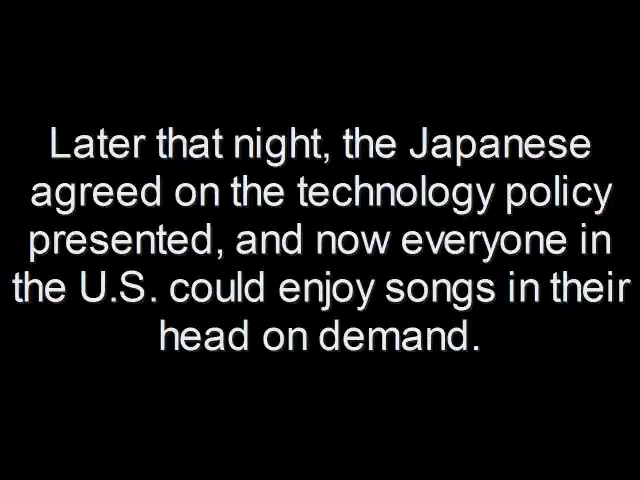 Later that night, the Japanese
agreed on the technology policy
presented, and now everyone in
the U.S. could enjoy songs in their
head on demand.